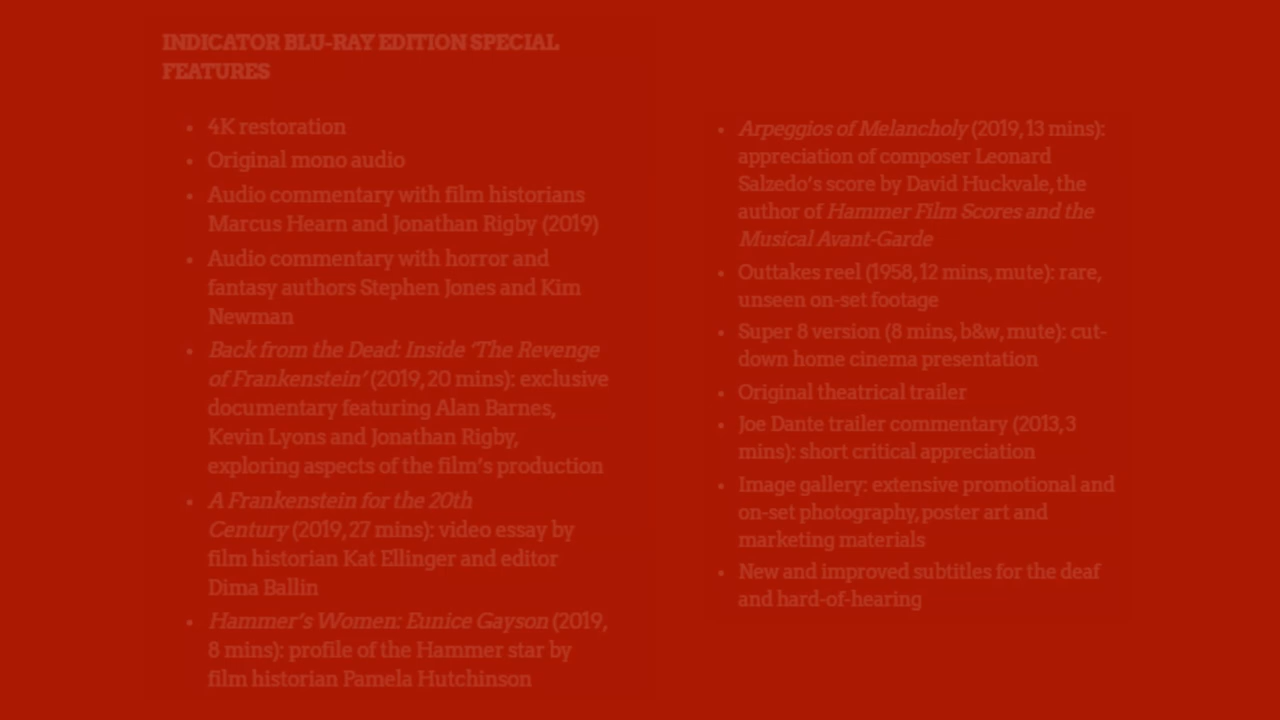 INDICATOR BLU-RAY EDITION SPECIAL
FEATURES
• 4K restoration
• Original mono audio
• Audio commentary with film historians
Marcus Hearn and Jonathan Rigby (2019)
• Audio commentary with horror and
fantasy authors Stephen Jones and Kim
Newman
• Back from the Dead: Inside ‘The Revenge
of Frankenstein’ (2019, 20 mins): exclusive
documentary featuring Alan Barnes,
Kevin Lyons and Jonathan Rigby,
exploring aspects of the film’s production
• A Frankenstein for the 20th
Century (2019, 27 mins): video essay by
film historian Kat Ellinger and editor
Dima Ballin
• Hammer’s Women: Eunice Gayson (2019,
8 mins): profile of the Hammer star by
film historian Pamela Hutchinson
• Arpeggios of Melancholy (2019, 13 mins):
appreciation of composer Leonard
Salzedo’s score by David Huckvale, the
author of Hammer Film Scores and the
Musical Avant-Garde
• Outtakes reel (1958, 12 mins, mute): rare,
unseen on-set footage
• Super 8 version (8 mins, b&w, mute): cut-
down home cinema presentation
• Original theatrical trailer
• Joe Dante trailer commentary (2013, 3
mins): short critical appreciation
• Image gallery: extensive promotional and
on-set photography, poster art and
marketing materials
• New and improved subtitles for the deaf
and hard-of-hearing